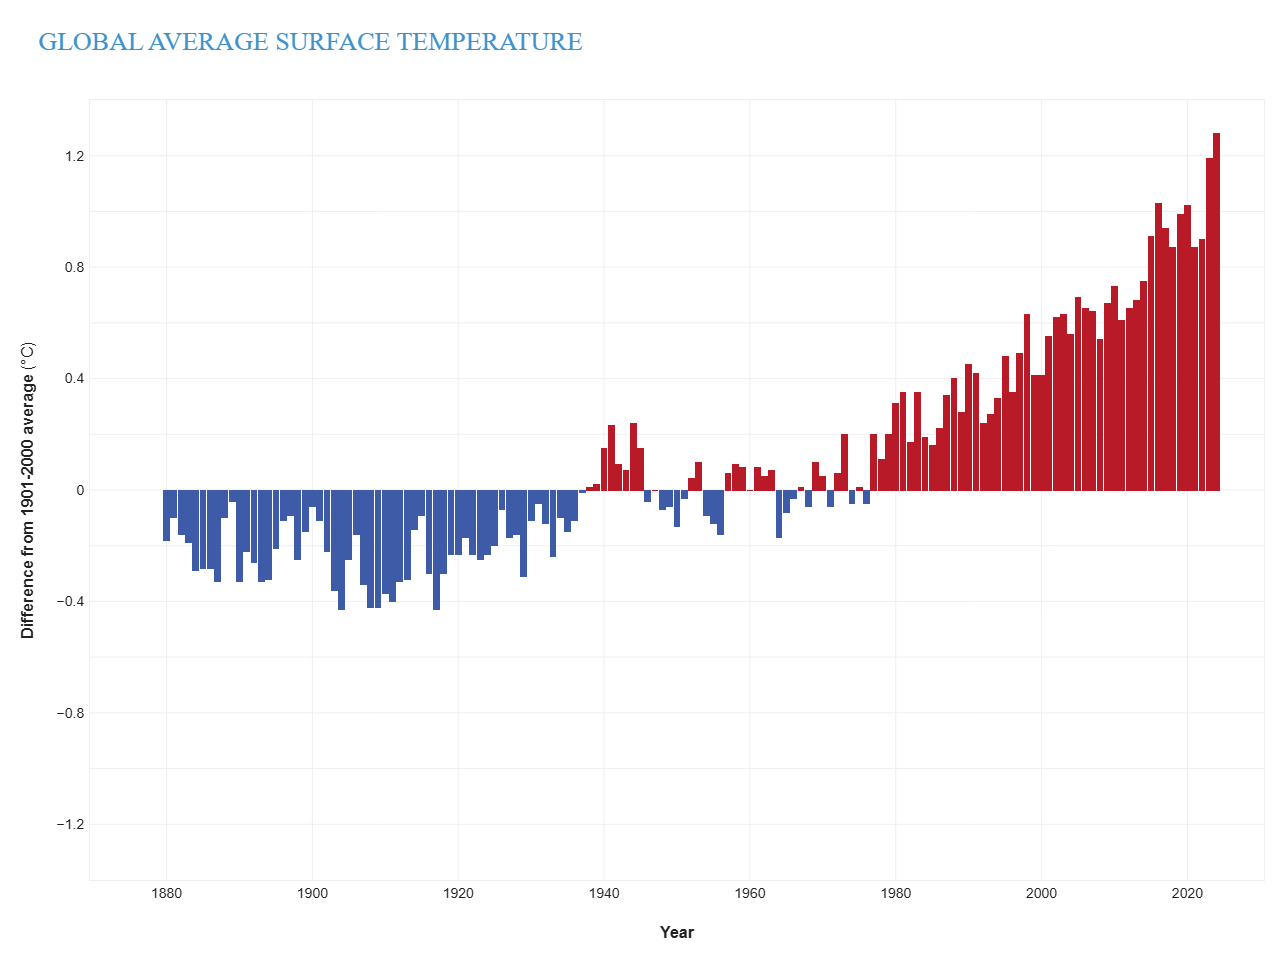 GLOBAL AVERAGE SURFACE TEMPERATURE
Difference from 1901-2000 average (°C)
1.2
0.8
0.4
0
−0.4
−0.8
−1.2
1880 1900 1920 1940 1960 1980 2000 2020
Year